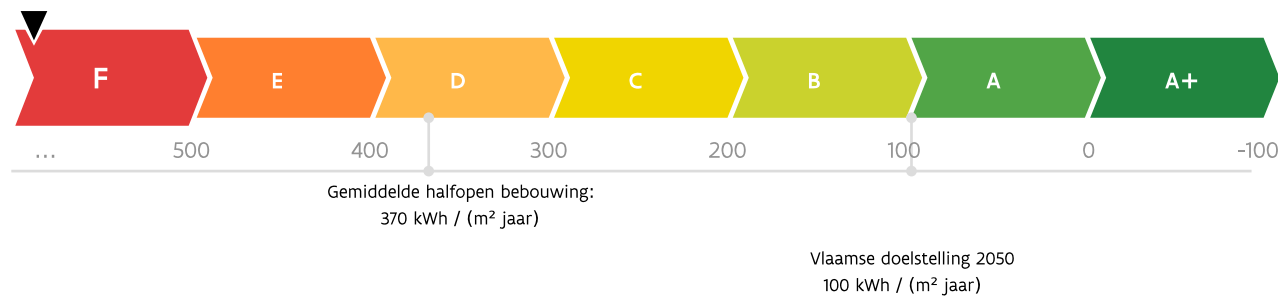 F E D C B A A+
... 500 400 300 200 100 0 -100
Gemiddelde halfopen bebouwing:
370 kWh / (m² jaar)
Vlaamse doelstelling 2050
100 kWh / (m² jaar)